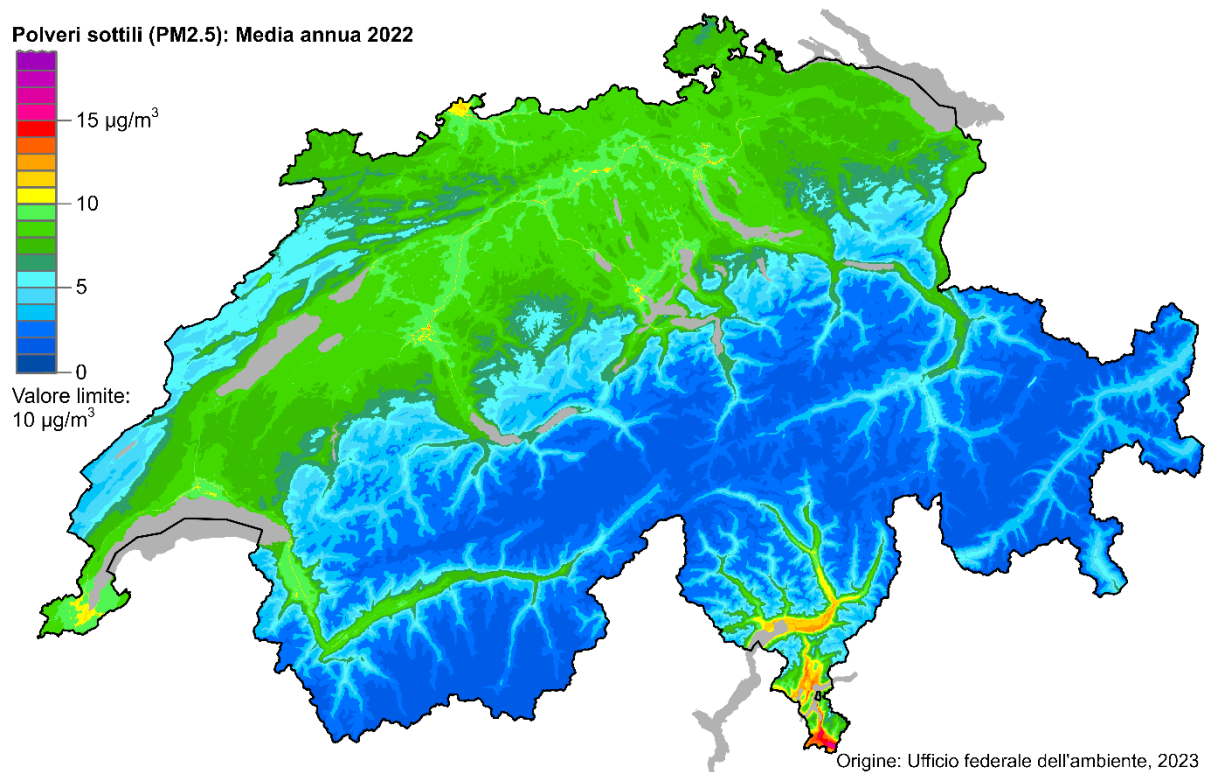 Polveri sottili (PM2.5): Media annua 2022
15 µg/m³
10
5
0
Valore limite:
10 µg/m³
Origine: Ufficio federale dell'ambiente, 2023